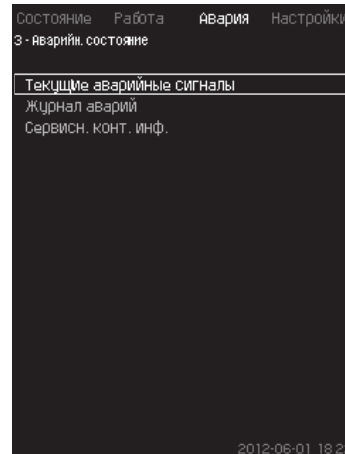 Состояние Работа Авария Настройки
3 - Аварийн. состояние
Текущие аварийные сигналы
Журнал аварий
Сервисн. конт. инф.
2012-06-01 18:2